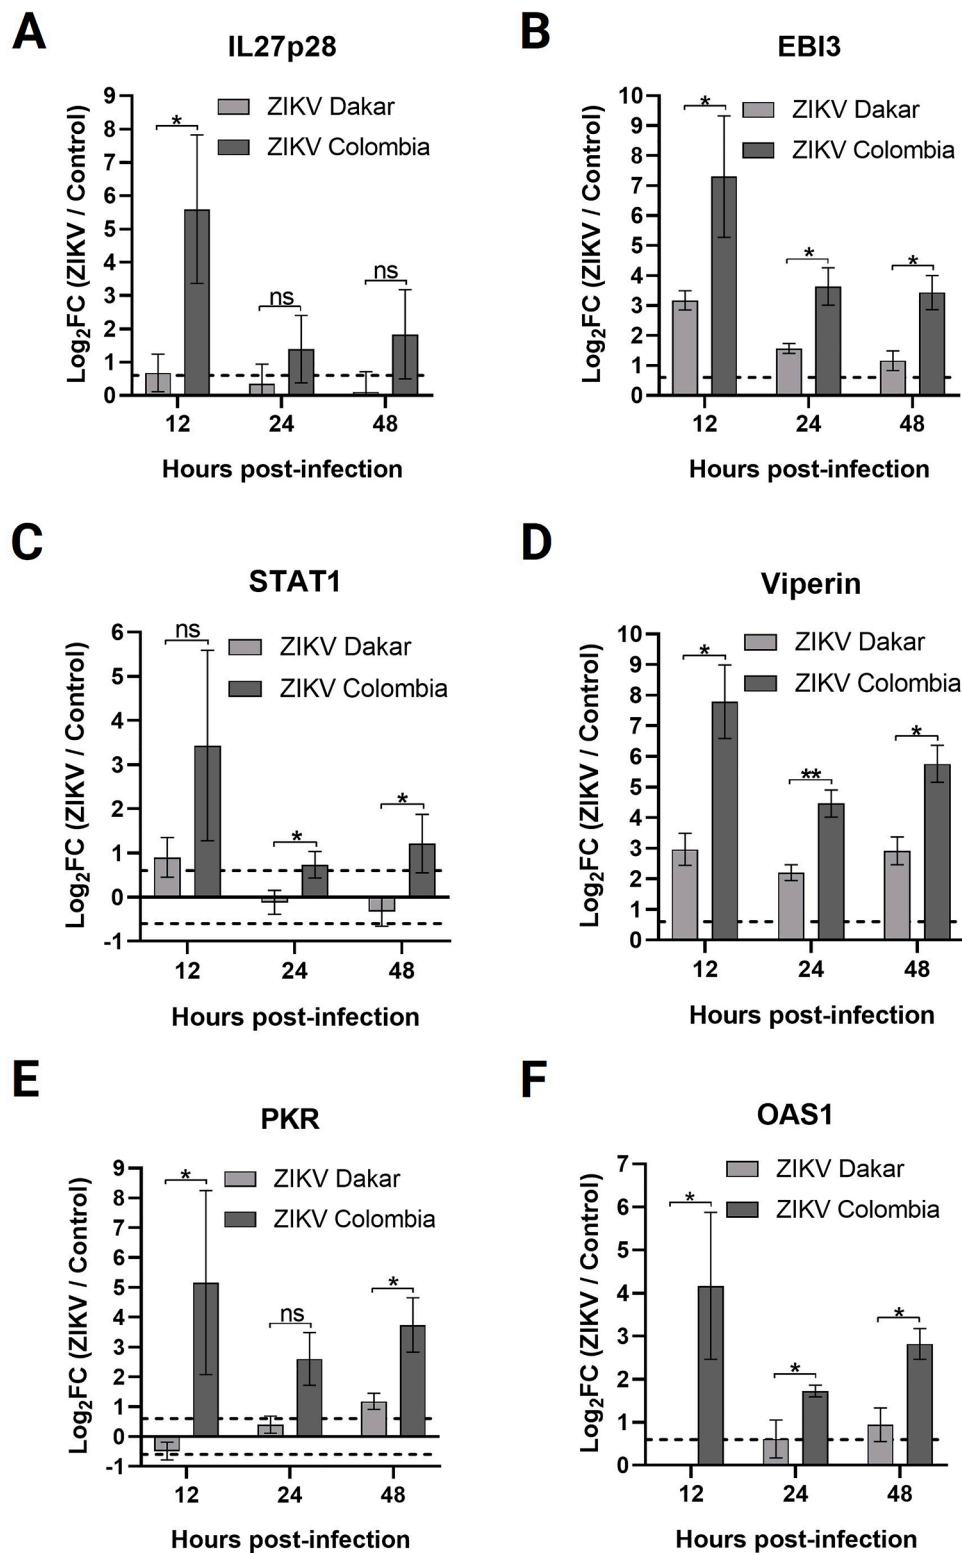 A
IL27p28
Log2FC (ZIKV / Control)
9
8
7
6
5
4
3
2
1
0
ZIKV Dakar
ZIKV Colombia
*
ns
ns
12 24 48
Hours post-infection
B
EBI3
Log2FC (ZIKV / Control)
10
9
8
7
6
5
4
3
2
1
0
ZIKV Dakar
ZIKV Colombia
*
*
*
12 24 48
Hours post-infection
C
STAT1
Log2FC (ZIKV / Control)
6
5
4
3
2
1
0
-1
ZIKV Dakar
ZIKV Colombia
ns
*
*
12 24 48
Hours post-infection
D
Viperin
Log2FC (ZIKV / Control)
10
9
8
7
6
5
4
3
2
1
0
ZIKV Dakar
ZIKV Colombia
*
**
*
12 24 48
Hours post-infection
E
PKR
Log2FC (ZIKV / Control)
9
8
7
6
5
4
3
2
1
0
-1
ZIKV Dakar
ZIKV Colombia
*
ns
*
12 24 48
Hours post-infection
F
OAS1
Log2FC (ZIKV / Control)
7
6
5
4
3
2
1
0
ZIKV Dakar
ZIKV Colombia
*
*
*
12 24 48
Hours post-infection